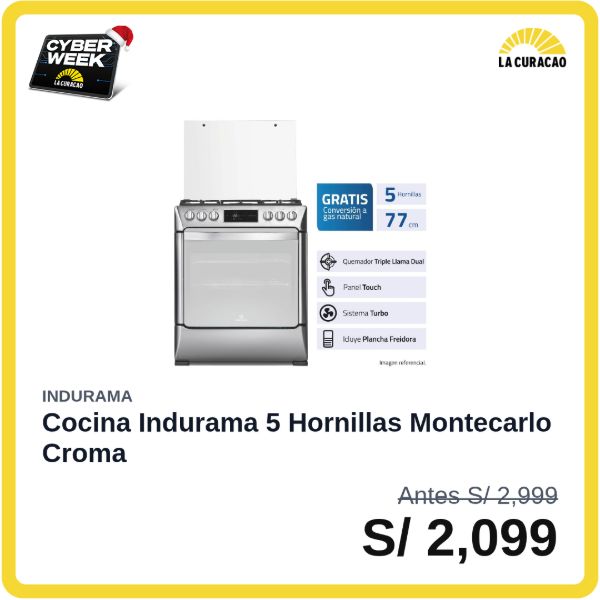 CYBER
WEEK
LA CURACAO
LA CURACAO
GRATIS
Conversión a
gas natural
5 Hornillas
77 cm
Quemador Triple Llama Dual
Panel Touch
Sistema Turbo
Icluye Plancha Freidora
Imagen referencial.
INDURAMA
Cocina Indurama 5 Hornillas Montecarlo
Croma
Antes S/ 2,999
S/ 2,099